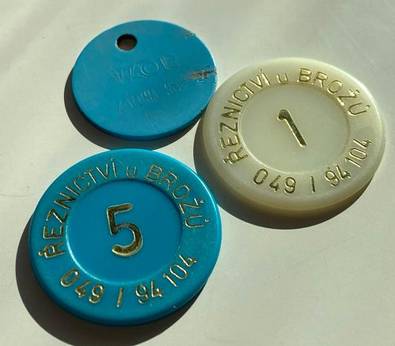 ŘEZNICTVÍ u BROŽŮ
1
049 / 94 104
ŘEZNICTVÍ u BROŽŮ
5
049 / 94 104